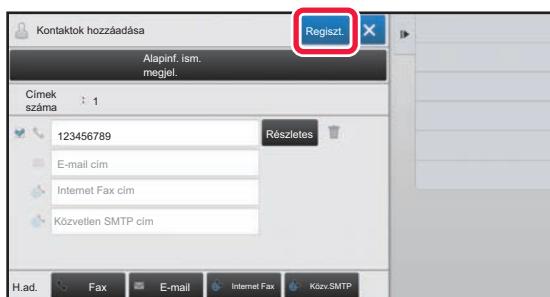 Kontaktok hozzáadása
Regiszt.
Alapinf. ism.
megjel.
Címek
száma : 1
123456789
Részletes
E-mail cím
Internet Fax cím
Közvetlen SMTP cím
H.ad. Fax E-mail Internet Fax Közv.SMTP